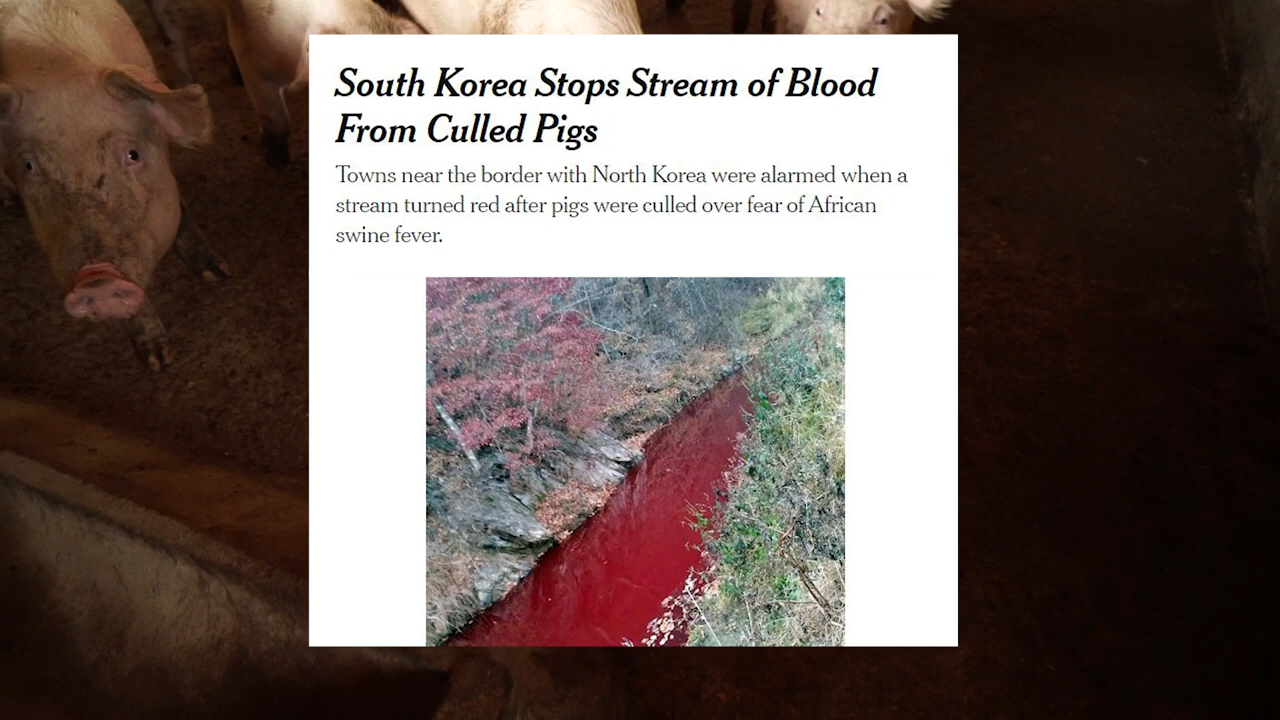 South Korea Stops Stream of Blood
From Culled Pigs
Towns near the border with North Korea were alarmed when a
stream turned red after pigs were culled over fear of African
swine fever.